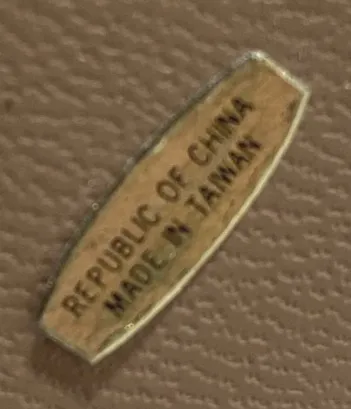 REPUBLIC OF CHINA
MADE IN TAIWAN